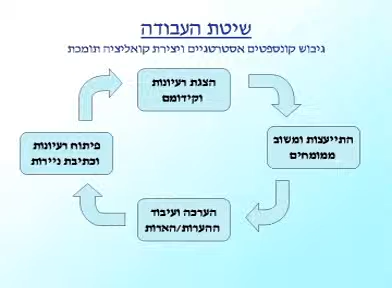 שיטת העבודה
גיבוש קונספטים אסטרטגיים ויצירת קואליציה תומכת
הצגת רעיונות
וקידומם
התייעצות ומשוב
ממומחים
הערכה ועיבוד
ההערות/הארות
פיתוח רעיונות
וכתיבת ניירות